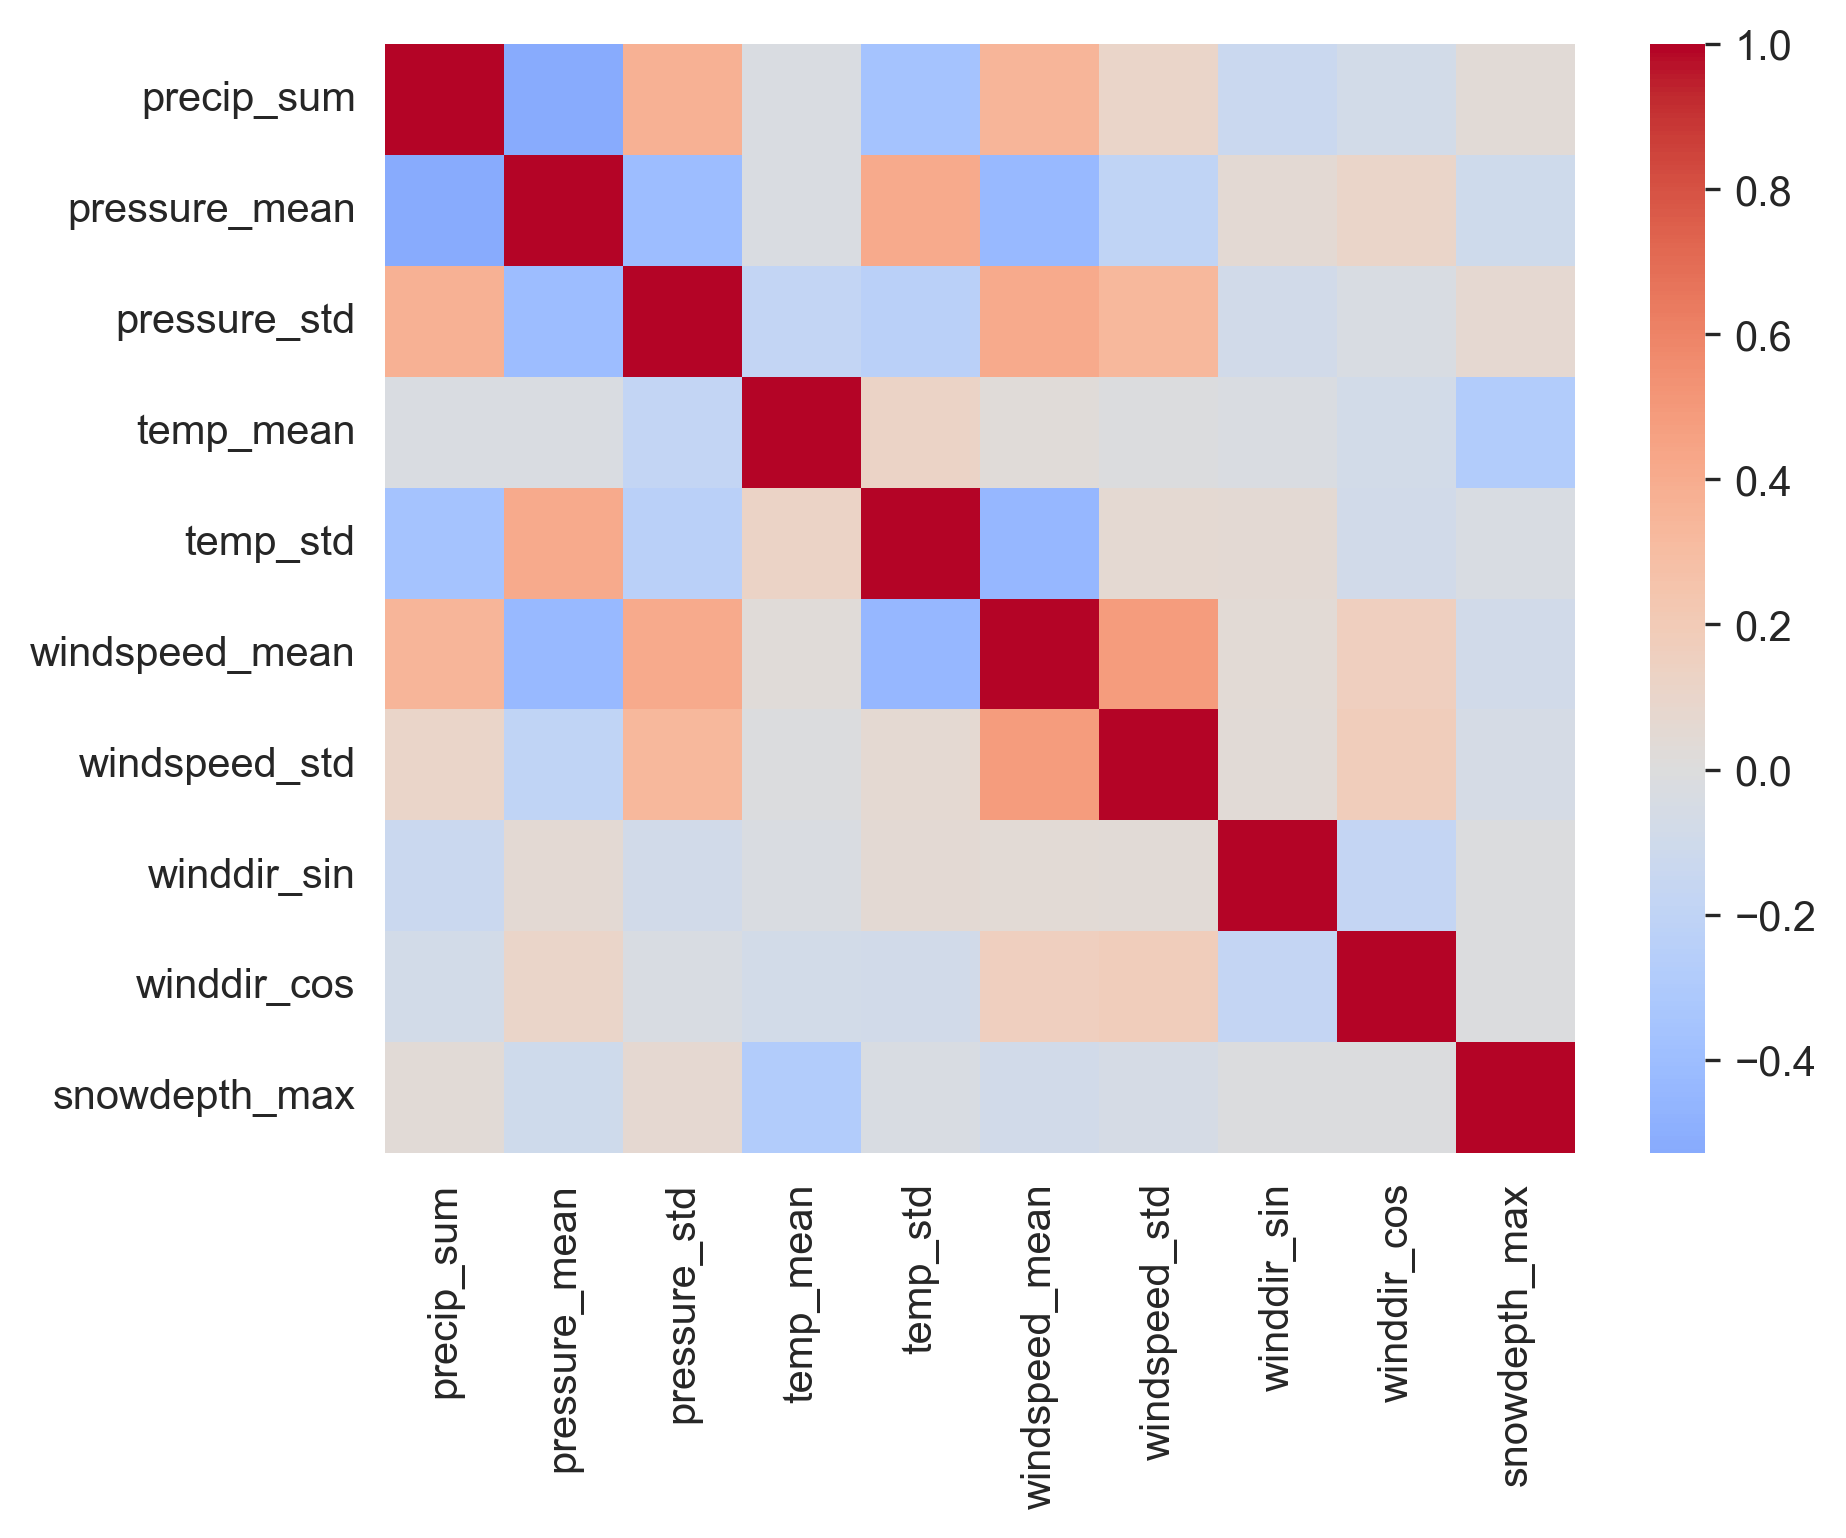 precip_sum
pressure_mean
pressure_std
temp_mean
temp_std
windspeed_mean
windspeed_std
winddir_sin
winddir_cos
snowdepth_max
precip_sum
pressure_mean
pressure_std
temp_mean
temp_std
windspeed_mean
windspeed_std
winddir_sin
winddir_cos
snowdepth_max
1.0
0.8
0.6
0.4
0.2
0.0
−0.2
−0.4